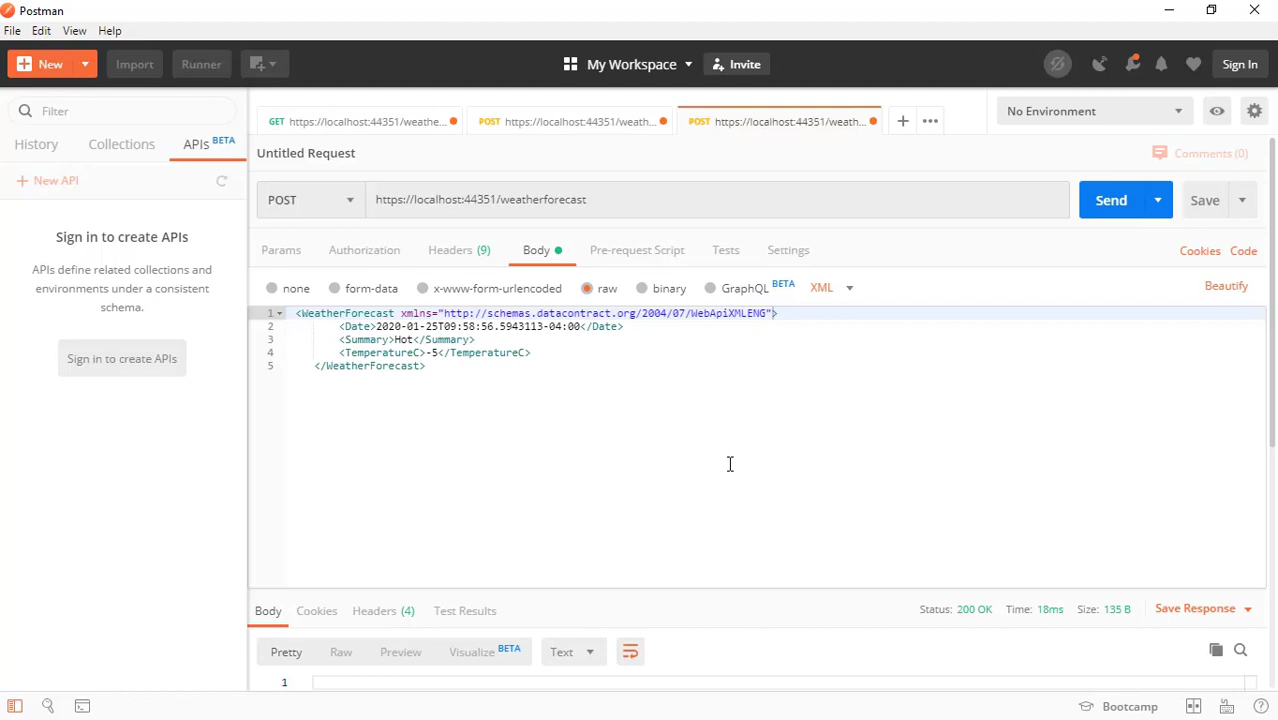 Postman
File Edit View Help
New Import Runner My Workspace Invite Sign In
Filter
GET https://localhost:44351/weathe... POST https://localhost:44351/weath... POST https://localhost:44351/weath... No Environment
History Collections APIs BETA
Untitled Request Comments (0)
+ New API
POST https://localhost:44351/weatherforecast Send Save
Sign in to create APIs
APIs define related collections and
environments under a consistent
schema.
Sign in to create APIs
Params Authorization Headers (9) Body Pre-request Script Tests Settings Cookies Code
none form-data x-www-form-urlencoded raw binary GraphQL BETA XML Beautify
1 <WeatherForecast xmlns="http://schemas.datacontract.org/2004/07/WebApiXMLENG">
2 <Date>2020-01-25T09:58:56.5943113-04:00</Date>
3 <Summary>Hot</Summary>
4 <TemperatureC>-5</TemperatureC>
5 </WeatherForecast>
Body Cookies Headers (4) Test Results Status: 200 OK Time: 18ms Size: 135 B Save Response
Pretty Raw Preview Visualize BETA Text
1
Bootcamp